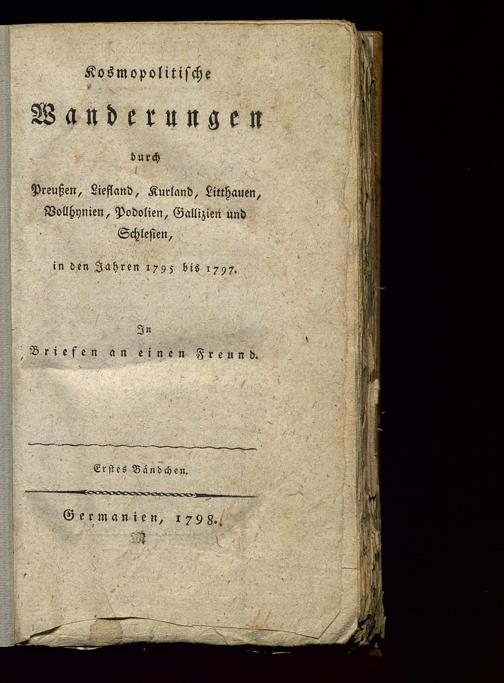 Kosmopolitische
Wanderungen
durch
Preußen, Liefland, Kurland, Litthauen,
Vollhynien, Podolien, Gallizien und
Schlesien,
in den Jahren 1795 bis 1797.
In
Briefen an einen Freund.
Erstes Bändchen.
Germanien, 1798.